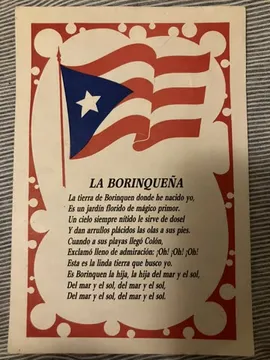 LA BORINQUEÑA
La tierra de Borinquen donde he nacido yo,
Es un jardín florido de mágico primor.
Un cielo siempre nítido le sirve de dosel
Y dan arrullos plácidos las olas a sus pies.
Cuando a sus playas llegó Colón,
Exclamó lleno de admiración: ¡Oh! ¡Oh! ¡Oh!
Esta es la linda tierra que busco yo.
Es Borinquen la hija, la hija del mar y el sol,
Del mar y el sol, del mar y el sol,
Del mar y el sol, del mar y el sol.